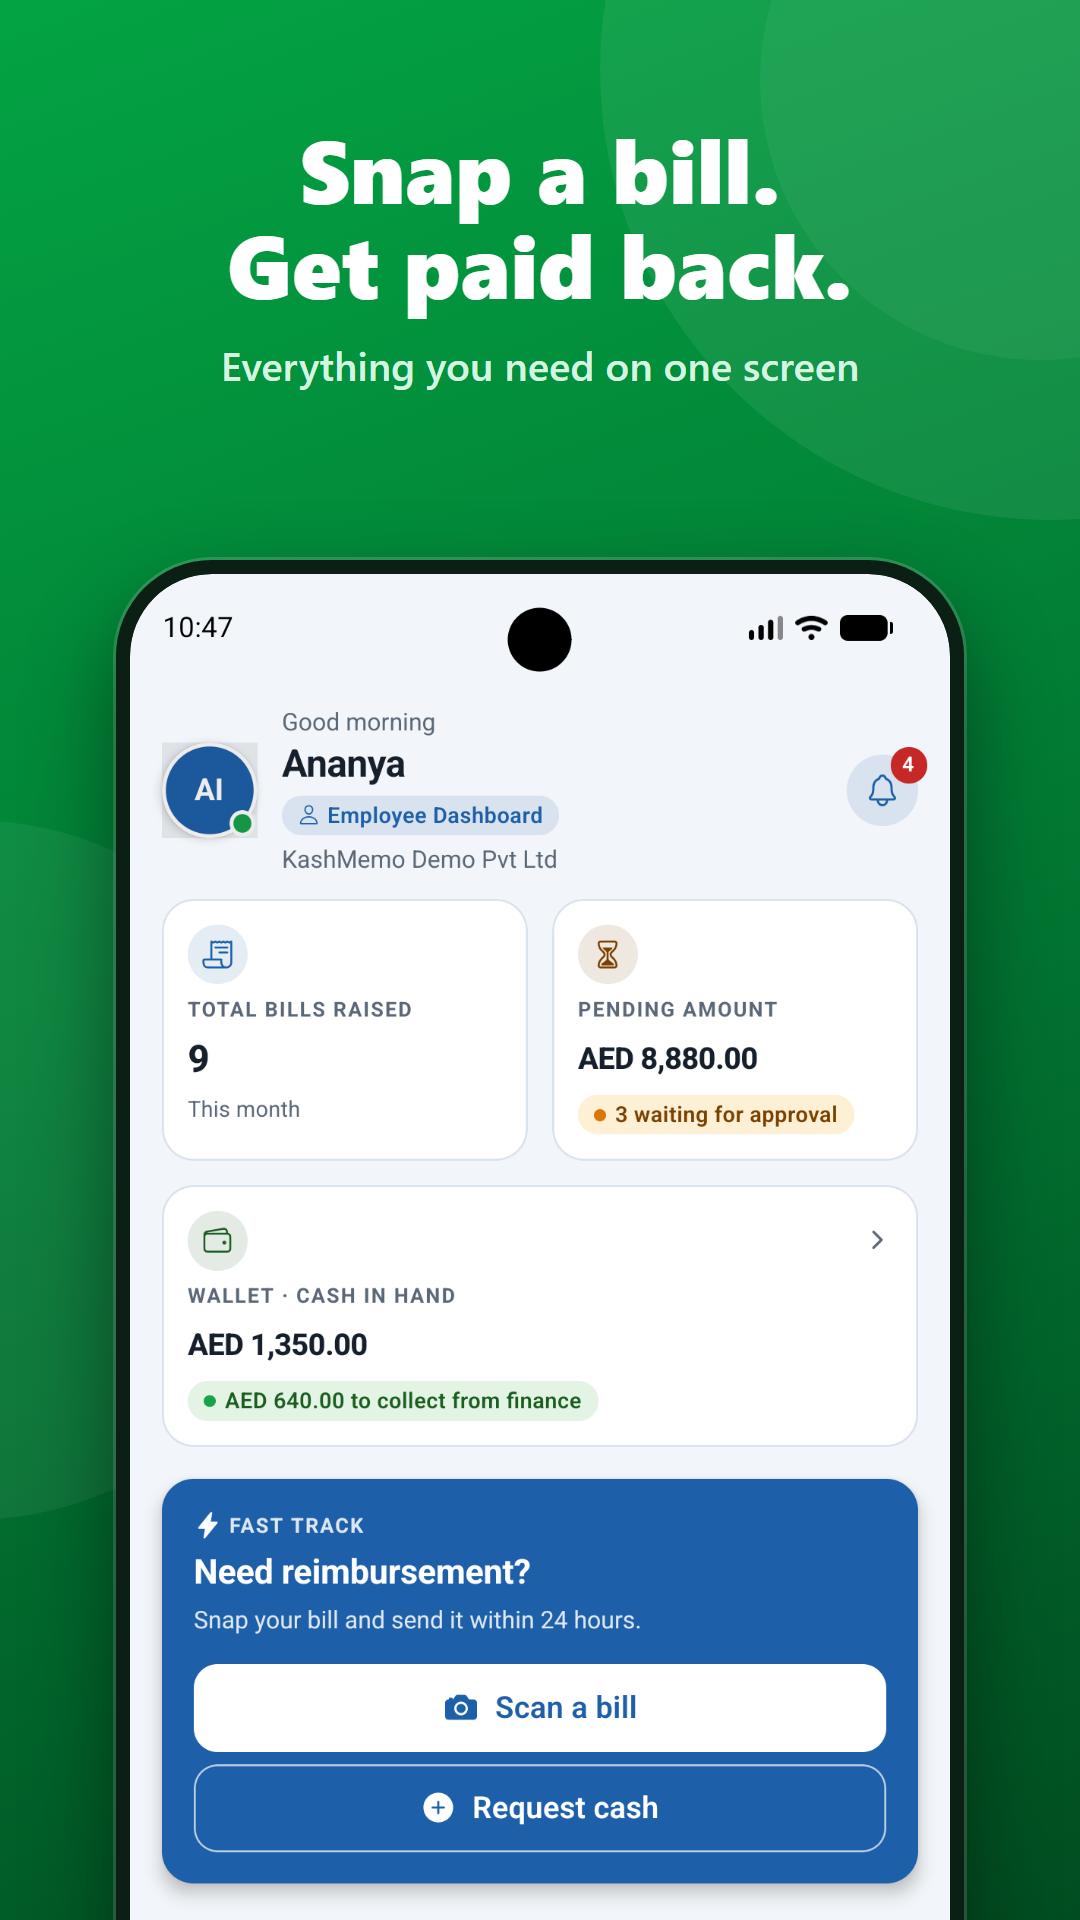 Snap a bill.
Get paid back.
Everything you need on one screen
10:47
Good morning
AI
Ananya
4
Employee Dashboard
KashMemo Demo Pvt Ltd
TOTAL BILLS RAISED
9
This month
PENDING AMOUNT
AED 8,880.00
3 waiting for approval
WALLET · CASH IN HAND
AED 1,350.00
AED 640.00 to collect from finance
FAST TRACK
Need reimbursement?
Snap your bill and send it within 24 hours.
Scan a bill
Request cash